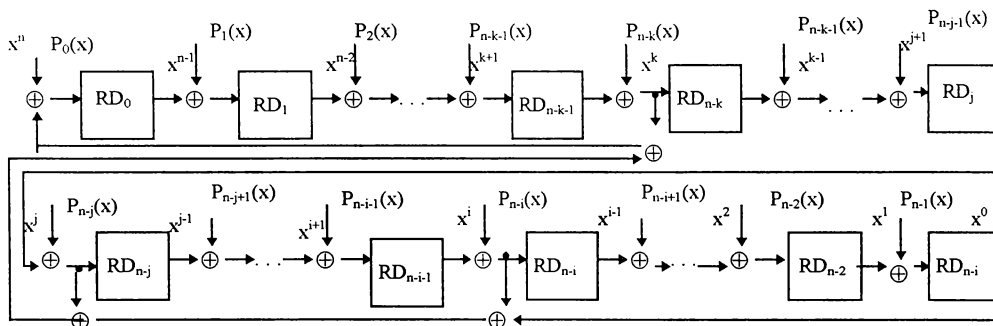 P₀(x) P₁(x) P₂(x) Pₙ₋ₖ₋₁(x) Pₙ₋ₖ(x) Pₙ₋ₖ₋₁(x) Pₙ₋ⱼ₋₁(x)
xⁿ xⁿ⁻¹ xⁿ⁻² xᵏ⁺¹ xᵏ xᵏ⁻¹ xʲ⁺¹
RD₀ RD₁ . . . RDₙ₋ₖ₋₁ RDₙ₋ₖ . . . RDⱼ
Pₙ₋ⱼ(x) Pₙ₋ⱼ₊₁(x) Pₙ₋ᵢ₋₁(x) Pₙ₋ᵢ(x) Pₙ₋ᵢ₊₁(x) Pₙ₋₂(x) Pₙ₋₁(x)
xʲ xʲ⁻¹ xⁱ⁺¹ xⁱ xⁱ⁻¹ x² x¹ x⁰
RDₙ₋ⱼ . . . RDₙ₋ᵢ₋₁ RDₙ₋ᵢ . . . RDₙ₋₂ RDₙ₋ᵢ